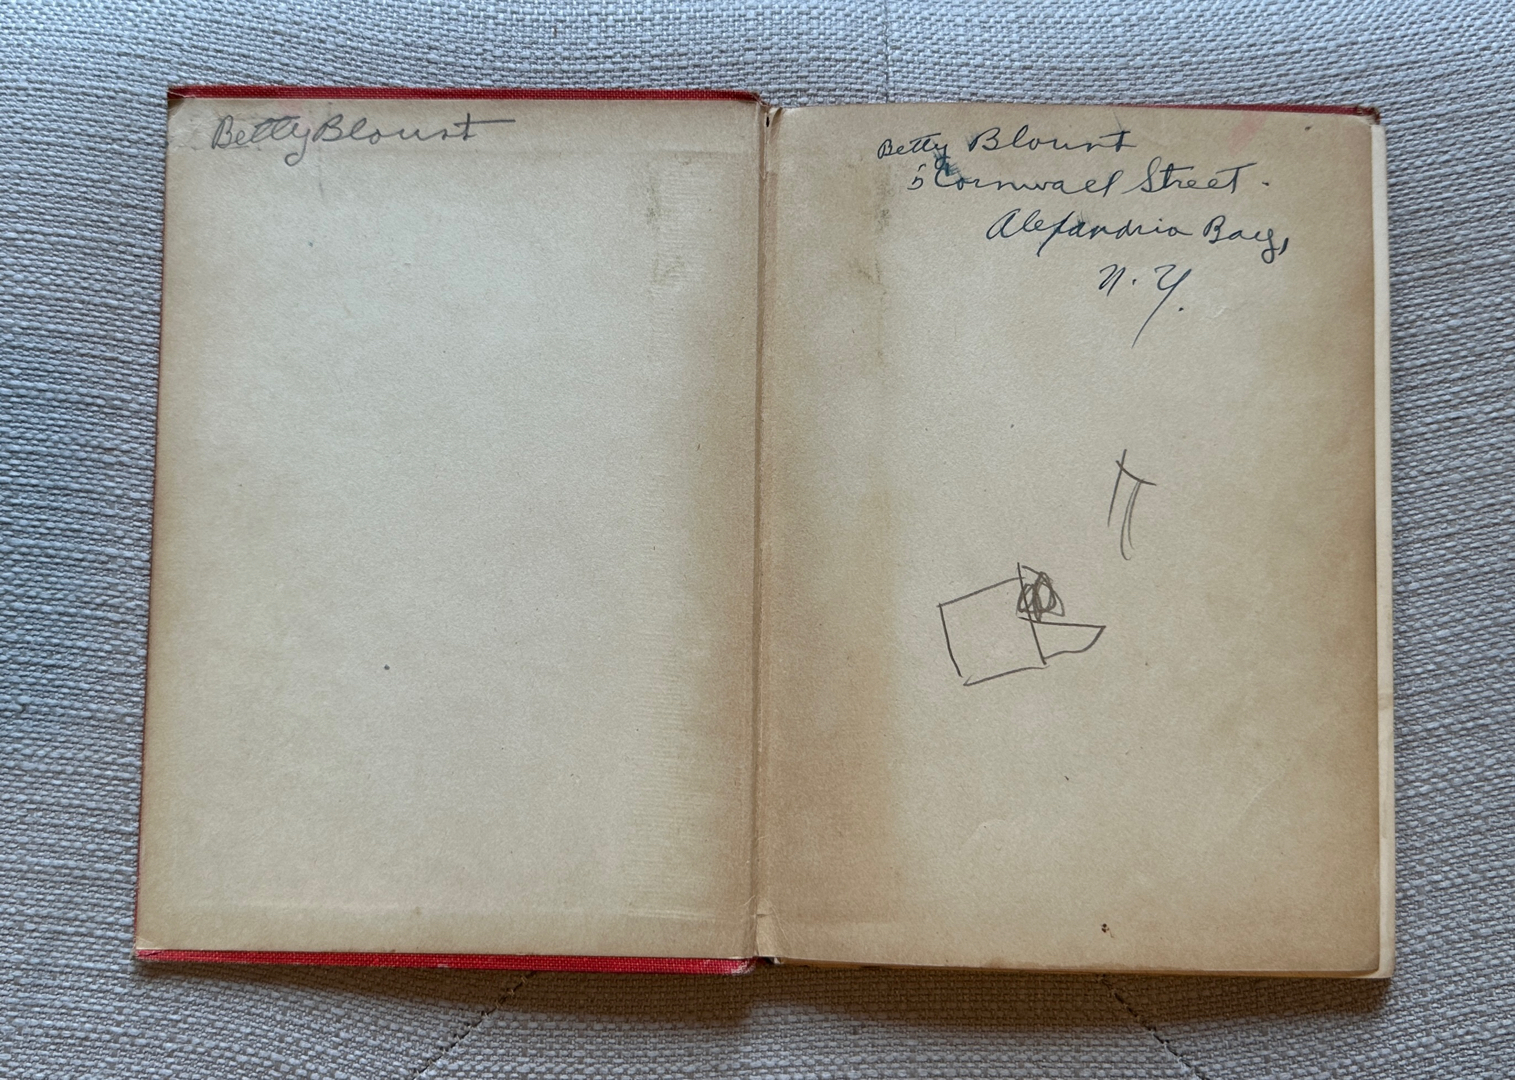 Betty Blount
Betty Blount
5 Cornwall Street.
Alexandria Bay,
N.Y.